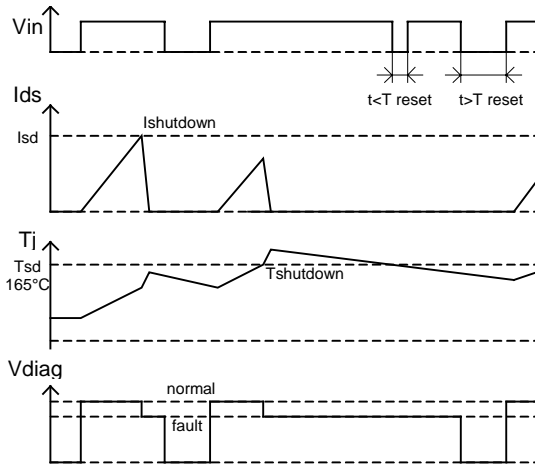 Vin
t<T reset
t>T reset
Ids
Ishutdown
Isd
Tj
Tsd
165°C
Tshutdown
Vdiag
normal
fault